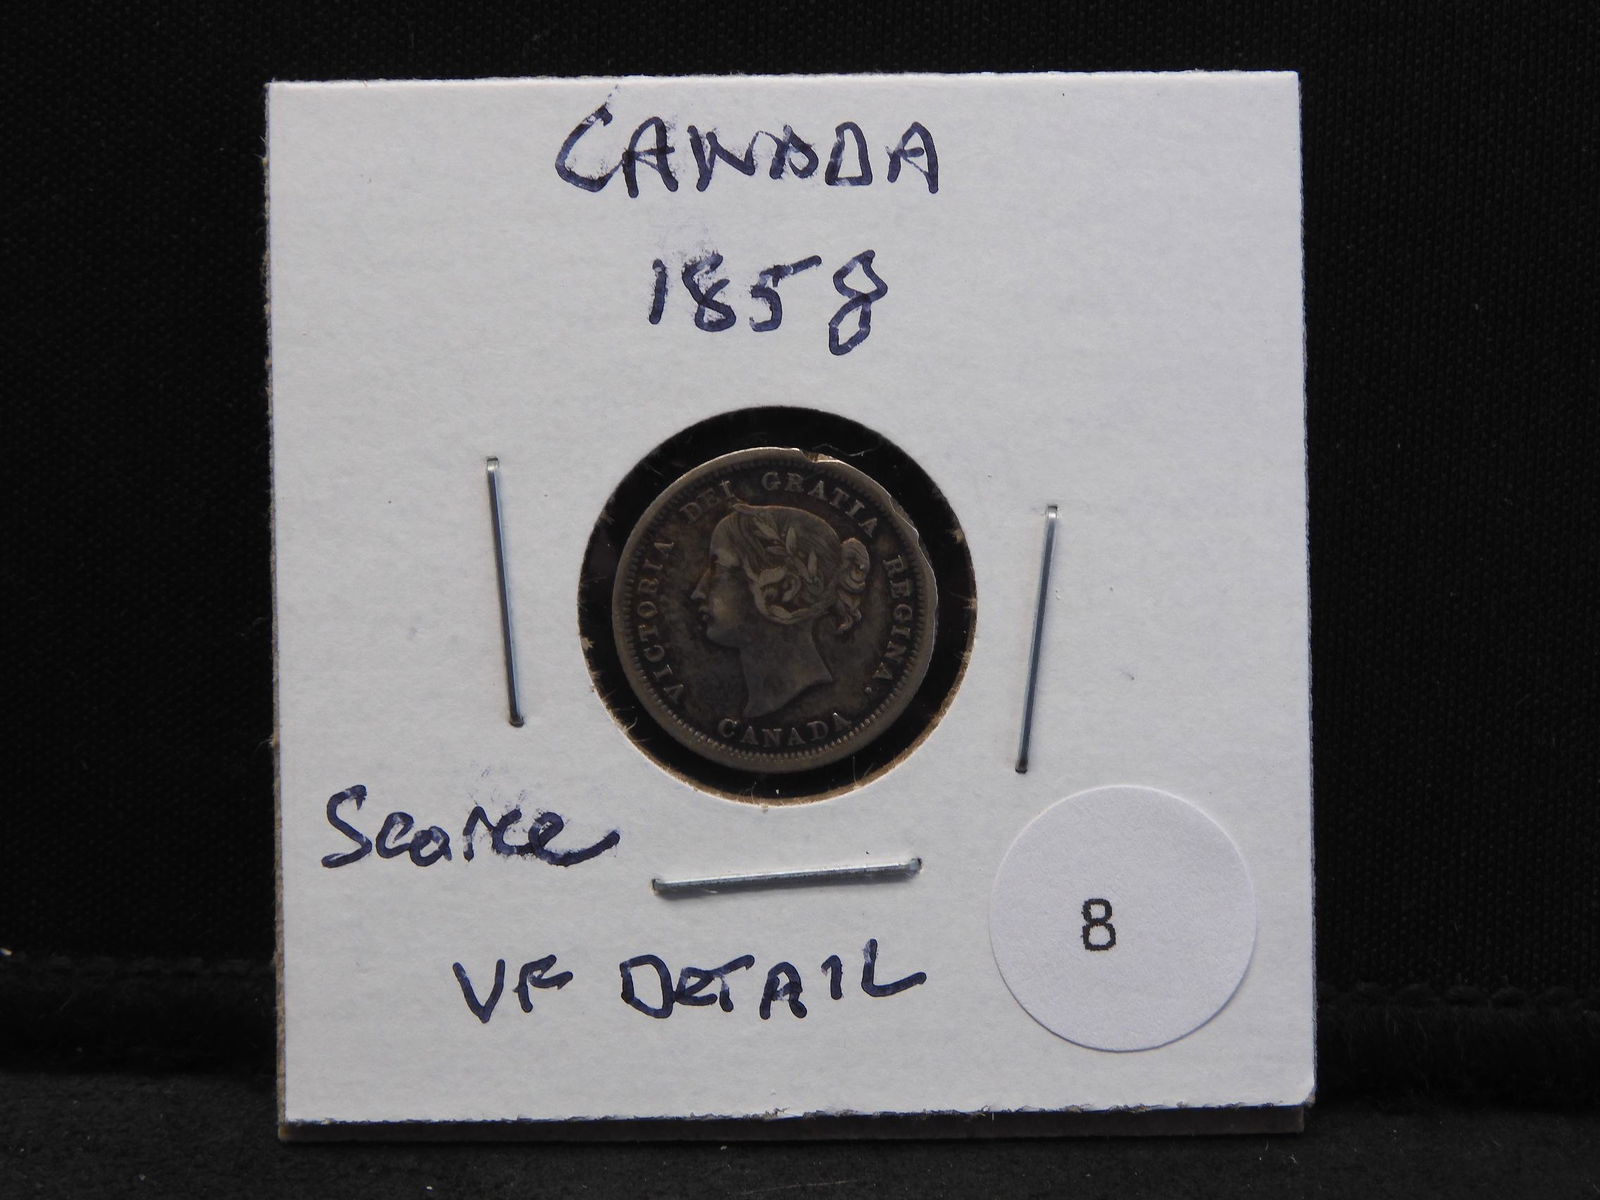 CANADA
1858
VICTORIA DEI GRATIA REGINA,
CANADA
Scarce
VF DETAIL
8